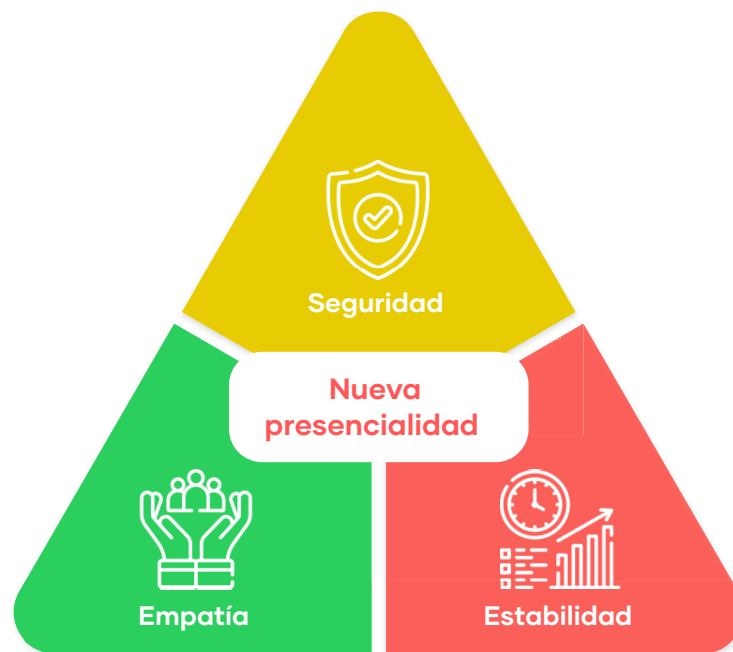 Seguridad
Nueva
presencialidad
Empatía
Estabilidad